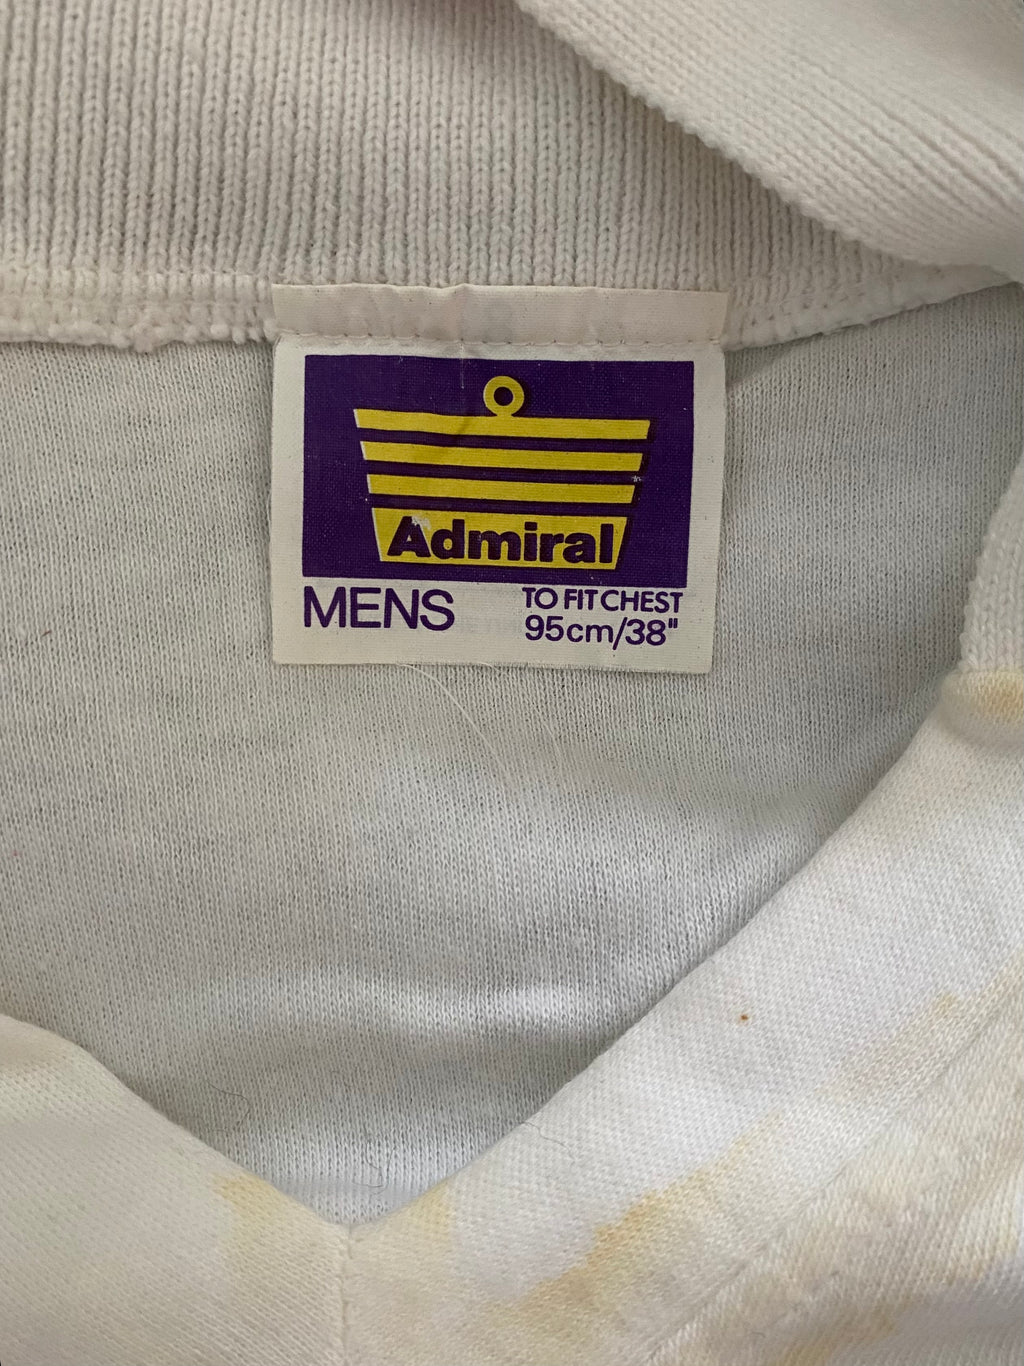 Admiral
MENS
TO FIT CHEST
95cm/38"